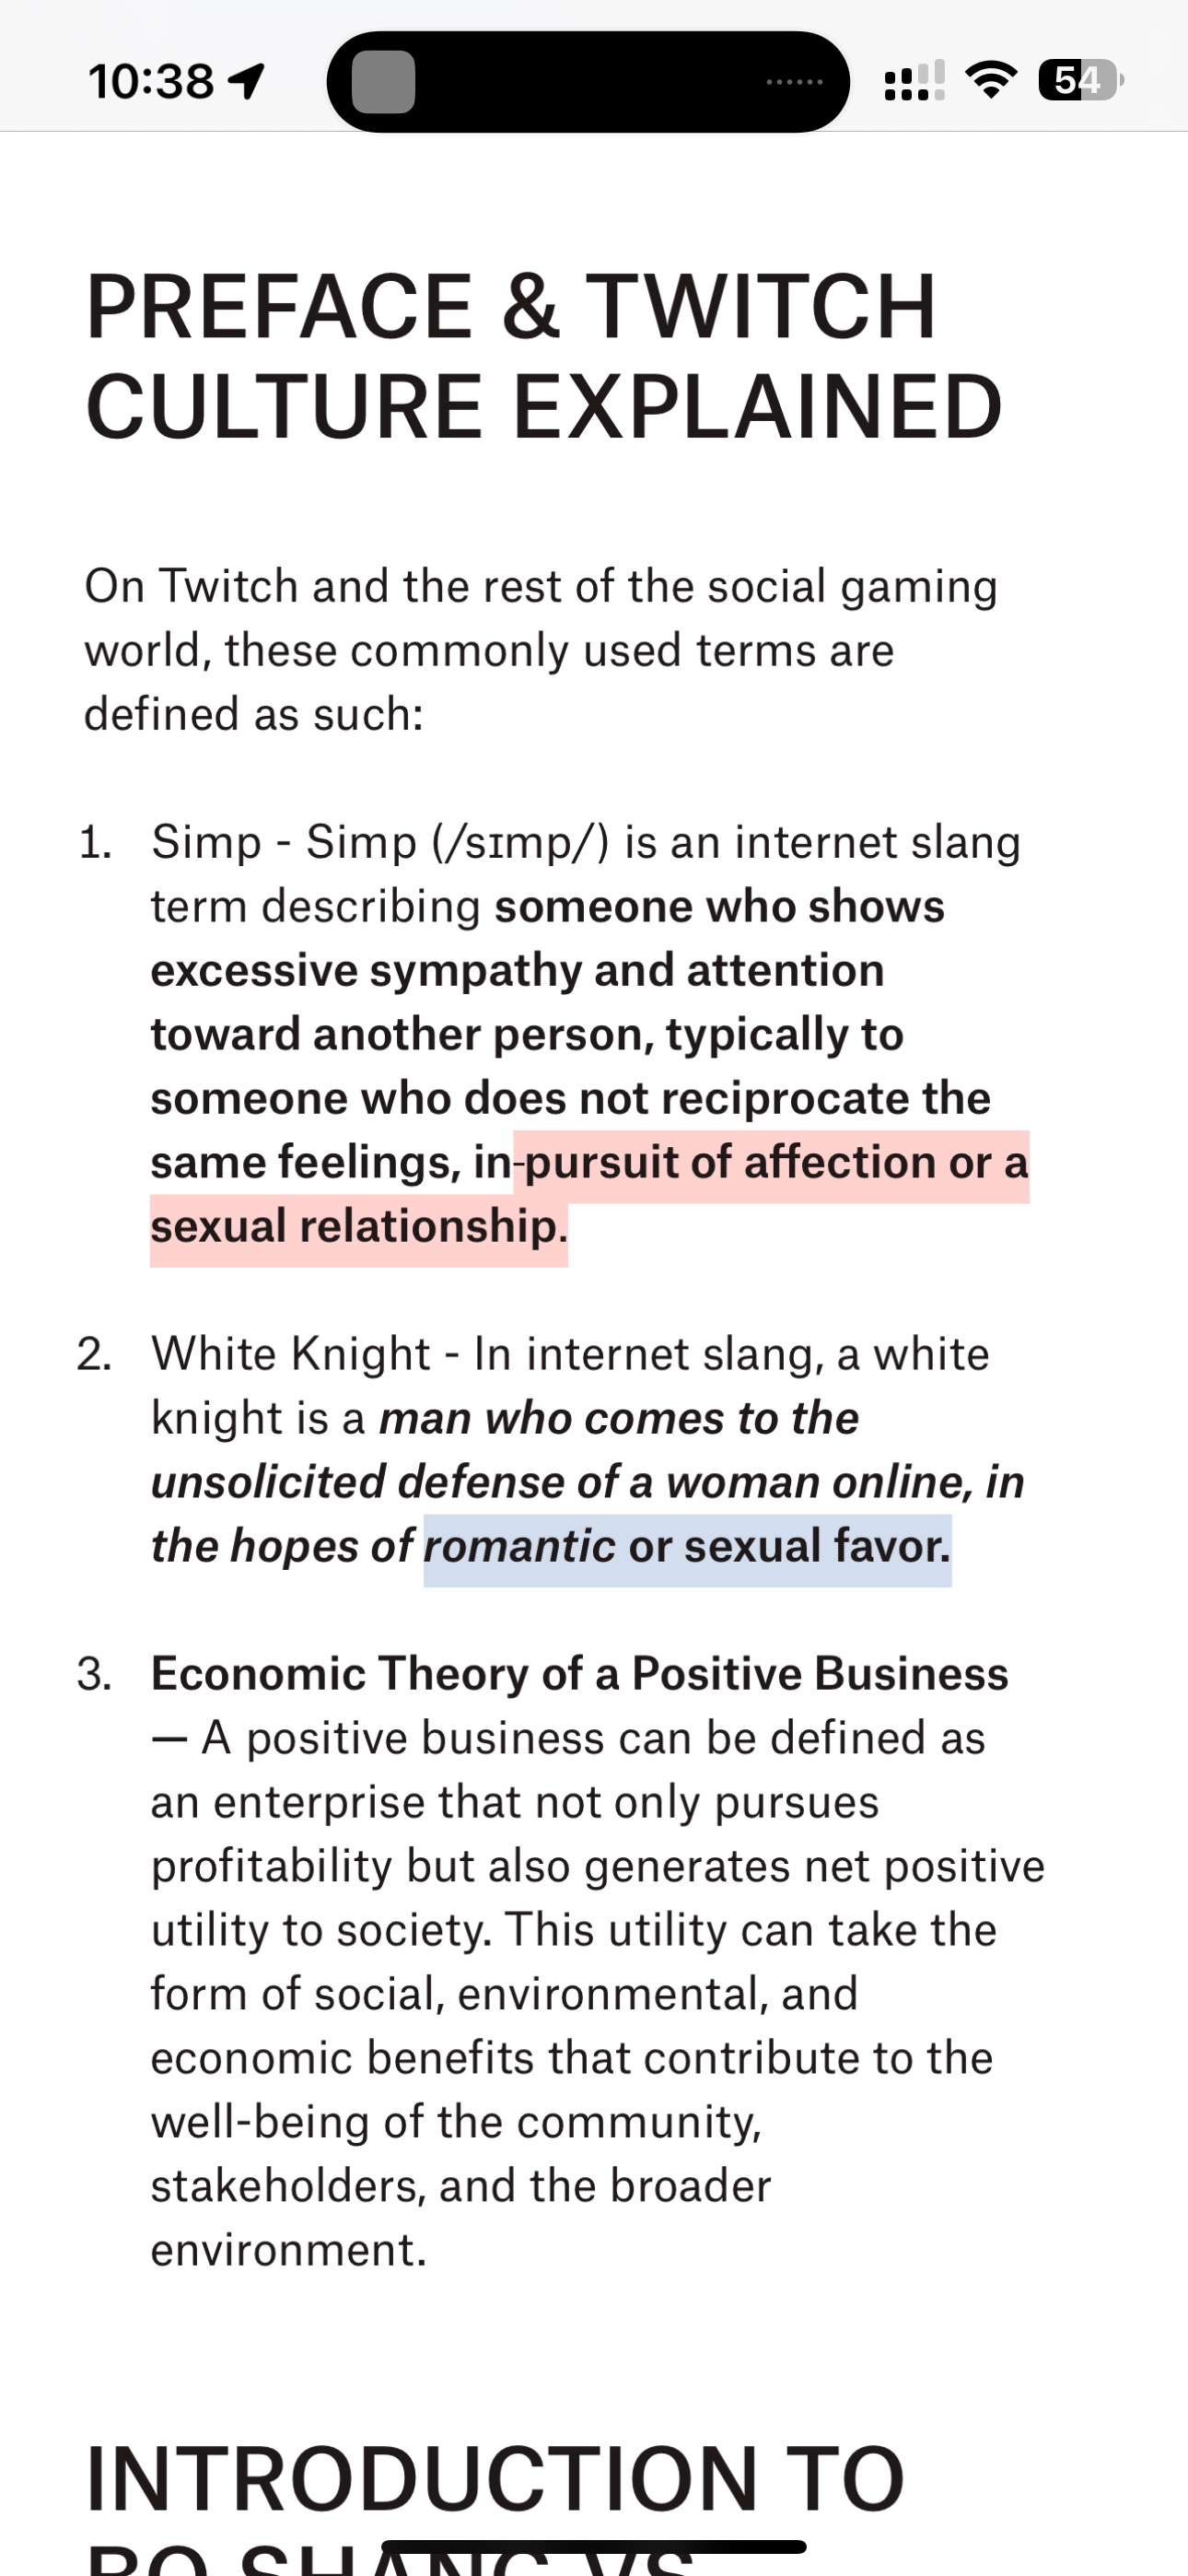 10:38
54
PREFACE & TWITCH
CULTURE EXPLAINED
On Twitch and the rest of the social gaming
world, these commonly used terms are
defined as such:
1. Simp - Simp (/sɪmp/) is an internet slang
term describing someone who shows
excessive sympathy and attention
toward another person, typically to
someone who does not reciprocate the
same feelings, in-pursuit of affection or a
sexual relationship.
2. White Knight - In internet slang, a white
knight is a man who comes to the
unsolicited defense of a woman online, in
the hopes of romantic or sexual favor.
3. Economic Theory of a Positive Business
— A positive business can be defined as
an enterprise that not only pursues
profitability but also generates net positive
utility to society. This utility can take the
form of social, environmental, and
economic benefits that contribute to the
well-being of the community,
stakeholders, and the broader
environment.
INTRODUCTION TO
BO SHANG VS